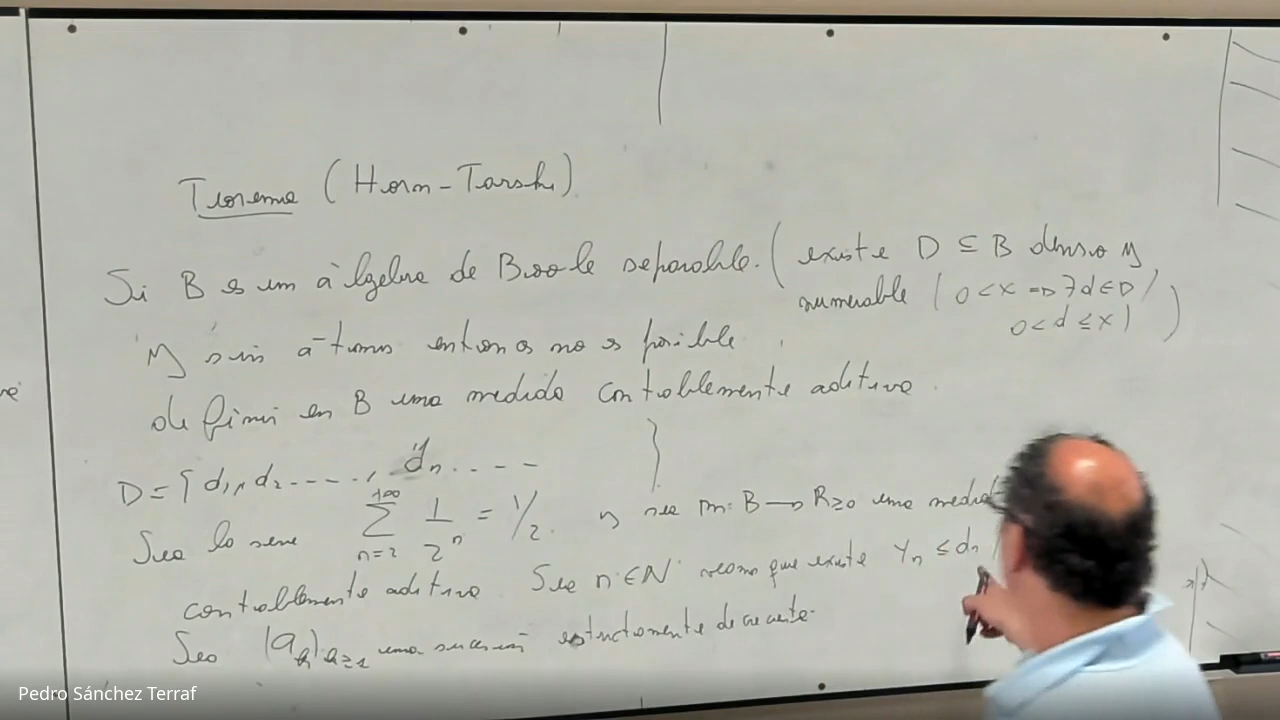 Teorema (Horn-Tarski)
Si B es un álgebra de Boole separable. (existe D ⊆ B denso y
numerable (0 < x ⇒ ∃ d ∈ D /
0 < d ≤ x) )
y sin átomos entonces no es posible
definir en B una medida contablemente aditiva.
D = { d1, d2 ....., dn .... }
Sea la serie ∑_{n=2}^{+∞} 1/2^n = 1/2. y sea m: B → R≥0 una medida
contablemente aditiva. Sea n ∈ N veamos que existe Yn ≤ dn /
Sea (a_k)_{k≥1} una sucesión estrictamente decreciente.
Pedro Sánchez Terraf